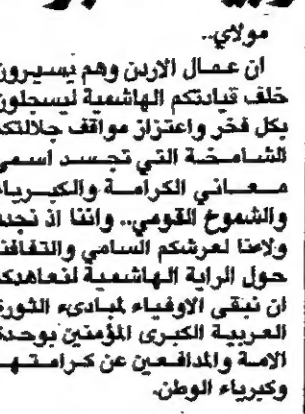 مولاي..
ان عمال الاردن وهم يسيرون
خلف قيادتكم الهاشمية ليسجلون
بكل فخر واعتزاز مواقف جلالتكم
الشامخة التي تجسد اسمى
معاني الكرامة والكبرياء
والشموخ القومي.. واننا اذ نجدد
ولاءنا لعرشكم السامي والتفافنا
حول الراية الهاشمية لنعاهدكم
ان نبقى الاوفياء لمبادىء الثورة
العربية الكبرى المؤمنين بوحدة
الامة والمدافعين عن كرامتها
وكبرياء الوطن.